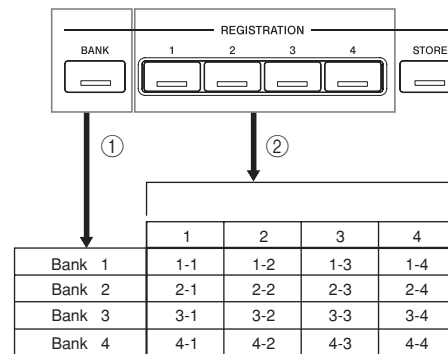 REGISTRATION
BANK 1 2 3 4 STORE
① ②
1 2 3 4
Bank 1 1-1 1-2 1-3 1-4
Bank 2 2-1 2-2 2-3 2-4
Bank 3 3-1 3-2 3-3 3-4
Bank 4 4-1 4-2 4-3 4-4